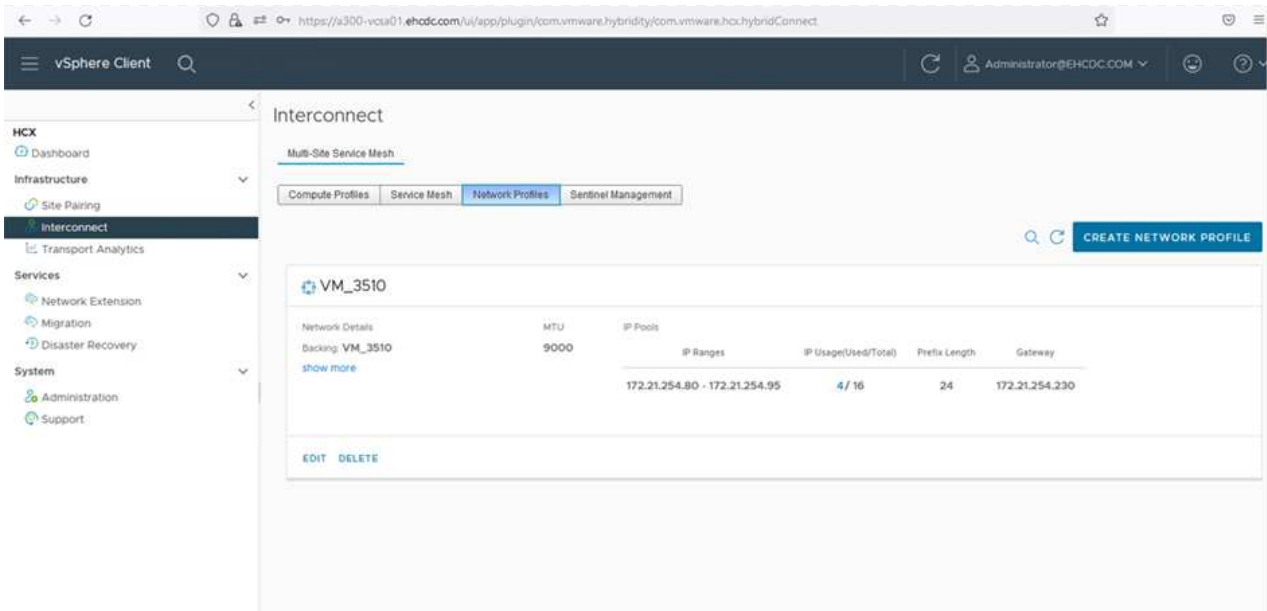 https://a300-vcsa01.ehcdc.com/ui/app/plugin/com.vmware.hybridity/com.vmware.hcx.hybridConnect
vSphere Client
Administrator@EHCDC.COM
HCX
Dashboard
Infrastructure
Site Pairing
Interconnect
Transport Analytics
Services
Network Extension
Migration
Disaster Recovery
System
Administration
Support
Interconnect
Multi-Site Service Mesh
Compute Profiles Service Mesh Network Profiles Sentinel Management
CREATE NETWORK PROFILE
VM_3510
Network Details MTU IP Pools
Backing: VM_3510 9000
IP Ranges IP Usage(Used/Total) Prefix Length Gateway
show more
172.21.254.80 - 172.21.254.95 4/ 16 24 172.21.254.230
EDIT DELETE